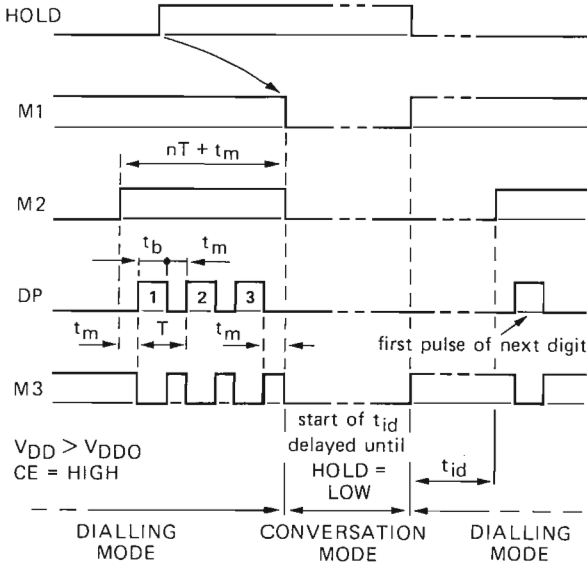 HOLD
M1
nT + tm
M2
tb tm
DP 1 2 3
tm T tm
first pulse of next digit
M3
start of tid
delayed until
HOLD =
LOW
VDD > VDDO
CE = HIGH
tid
DIALLING
MODE
CONVERSATION
MODE
DIALLING
MODE